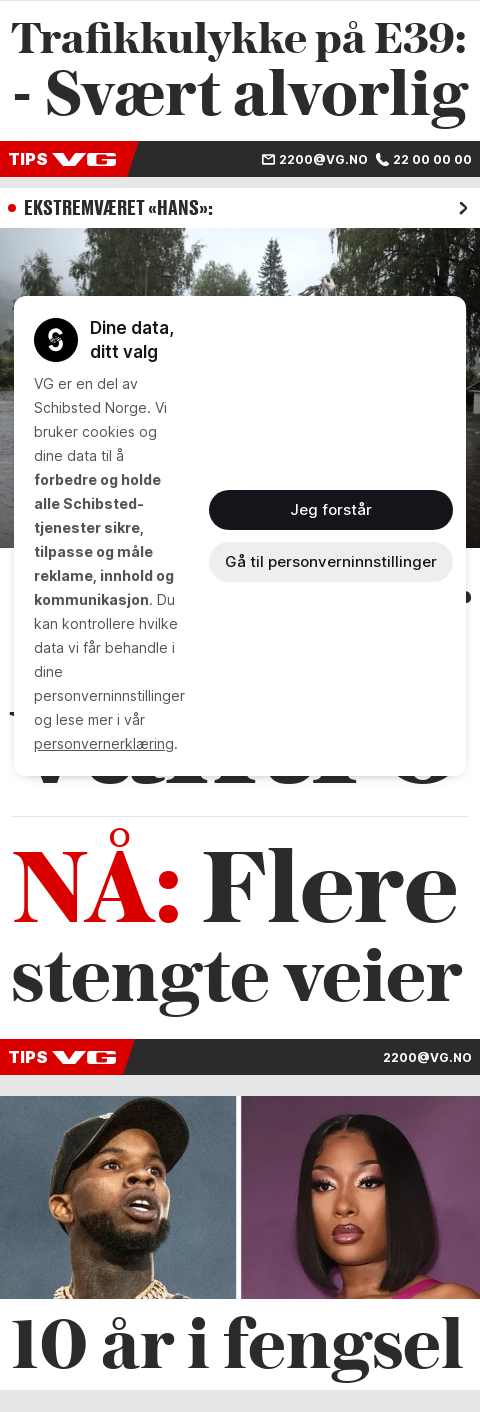 Trafikkulykke på E39:
- Svært alvorlig
TIPS VG 2200@VG.NO 22 00 00 00
EKSTREMVÆRET «HANS»:
Dine data,
ditt valg
VG er en del av
Schibsted Norge. Vi
bruker cookies og
dine data til å
forbedre og holde
alle Schibsted-
tjenester sikre,
tilpasse og måle
reklame, innhold og
kommunikasjon. Du
kan kontrollere hvilke
data vi får behandle i
dine
personverninnstillinger
og lese mer i vår
personvernerklæring.
Jeg forstår
Gå til personverninnstillinger
NÅ: Flere
stengte veier
TIPS VG 2200@VG.NO
10 år i fengsel